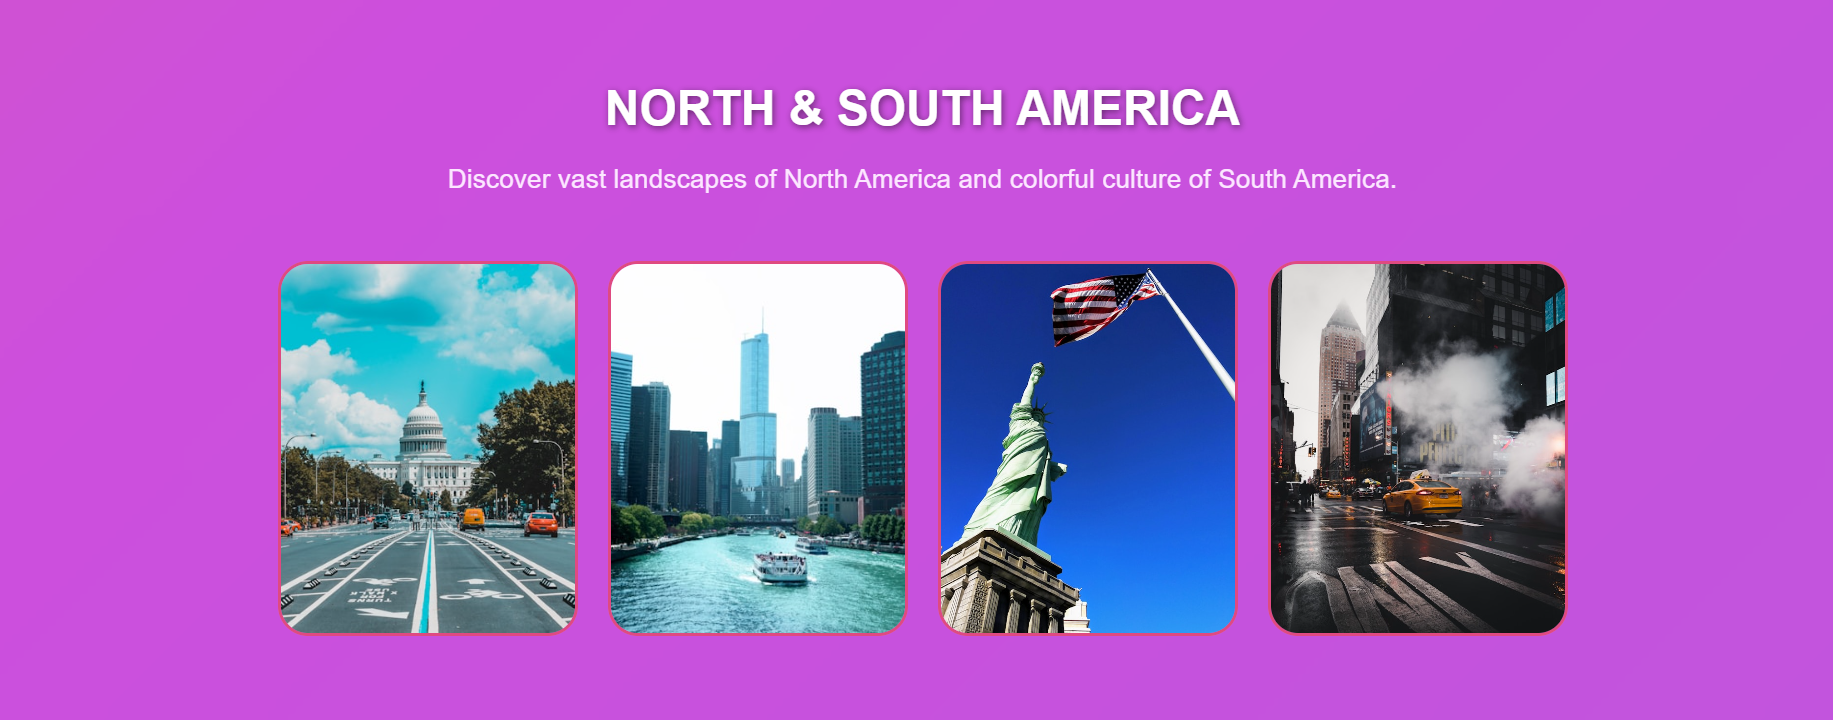 NORTH & SOUTH AMERICA
Discover vast landscapes of North America and colorful culture of South America.